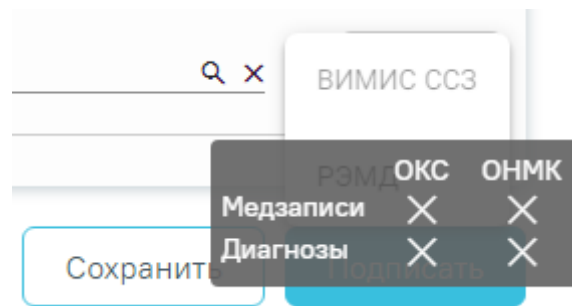 ВИМИС ССЗ
РЭМД
ОКС ОНМК
Медзаписи
Диагнозы
Сохранить
Подписать